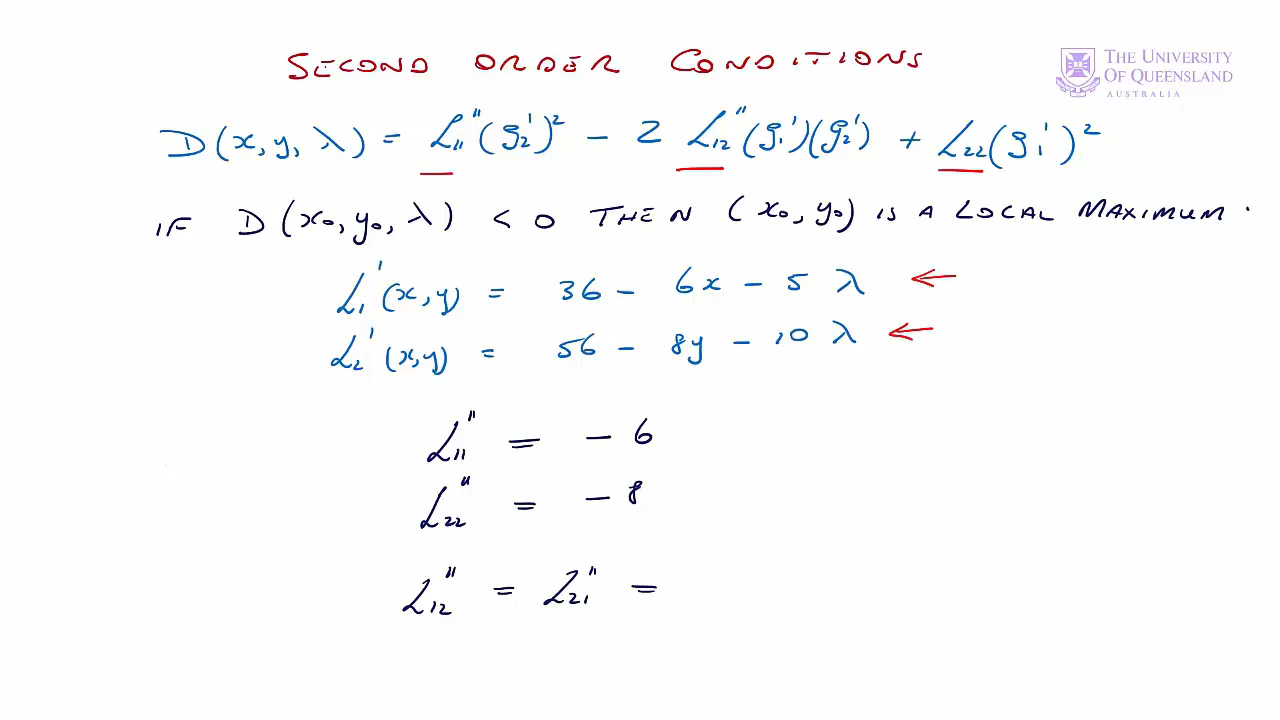 SECOND ORDER CONDITIONS
THE UNIVERSITY
OF QUEENSLAND
AUSTRALIA
D(x, y, λ) = L₁₁''(g₂')² − 2 L₁₂''(g₁')(g₂') + L₂₂(g₁')²
IF D(x₀, y₀, λ) < 0 THEN (x₀, y₀) IS A LOCAL MAXIMUM.
L₁'(x,y) = 36 − 6x − 5 λ ←
L₂'(x,y) = 56 − 8y − 10 λ ←
L₁₁'' = − 6
L₂₂'' = − 8
L₁₂'' = L₂₁'' =